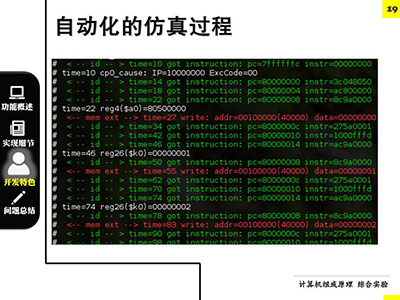 自动化的仿真过程
19
功能概述
实现细节
开发特色
问题总结
# < -- id -- > time=10 got instruction: pc=7ffffffc instr=00000000
# time=10 cp0_cause: IP=10000000 ExcCode=00
# < -- id -- > time=14 got instruction: pc=80000000 instr=3c048050
# < -- id -- > time=18 got instruction: pc=80000004 instr=ac800000
# < -- id -- > time=22 got instruction: pc=80000008 instr=8c9a0000
# time=22 reg4($a0)=80500000
# <-- mem ext --> time=27 write: addr=00100000(40000) data=00000000
# < -- id -- > time=34 got instruction: pc=8000000c instr=275a0001
# < -- id -- > time=42 got instruction: pc=80000010 instr=1000fffd
# < -- id -- > time=46 got instruction: pc=80000014 instr=ac9a0000
# time=46 reg26($k0)=00000001
# < -- id -- > time=50 got instruction: pc=80000008 instr=8c9a0000
# <-- mem ext --> time=55 write: addr=00100000(40000) data=00000001
# < -- id -- > time=62 got instruction: pc=8000000c instr=275a0001
# < -- id -- > time=70 got instruction: pc=80000010 instr=1000fffd
# < -- id -- > time=74 got instruction: pc=80000014 instr=ac9a0000
# time=74 reg26($k0)=00000002
# < -- id -- > time=78 got instruction: pc=80000008 instr=8c9a0000
# <-- mem ext --> time=83 write: addr=00100000(40000) data=00000002
# < -- id -- > time=90 got instruction: pc=8000000c instr=275a0001
# < -- id -- > time=98 got instruction: pc=80000010 instr=1000fffd
计算机组成原理 综合实验